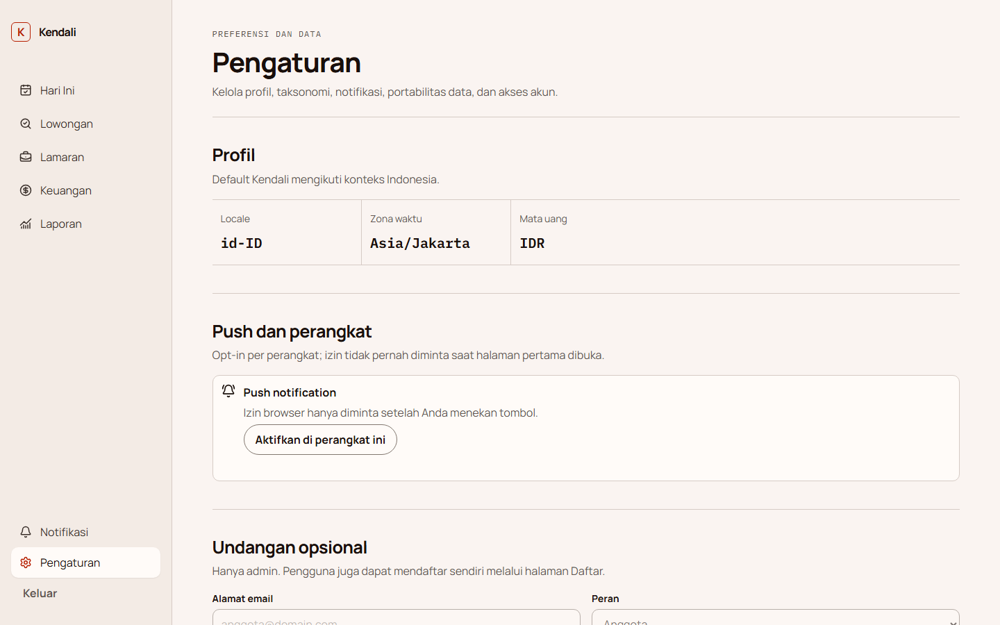 K Kendali
Hari Ini
Lowongan
Lamaran
Keuangan
Laporan
Notifikasi
Pengaturan
Keluar
PREFERENSI DAN DATA
Pengaturan
Kelola profil, taksonomi, notifikasi, portabilitas data, dan akses akun.
Profil
Default Kendali mengikuti konteks Indonesia.
Locale
id-ID
Zona waktu
Asia/Jakarta
Mata uang
IDR
Push dan perangkat
Opt-in per perangkat; izin tidak pernah diminta saat halaman pertama dibuka.
Push notification
Izin browser hanya diminta setelah Anda menekan tombol.
Aktifkan di perangkat ini
Undangan opsional
Hanya admin. Pengguna juga dapat mendaftar sendiri melalui halaman Daftar.
Alamat email
anggota@domain.com
Peran
Anggota